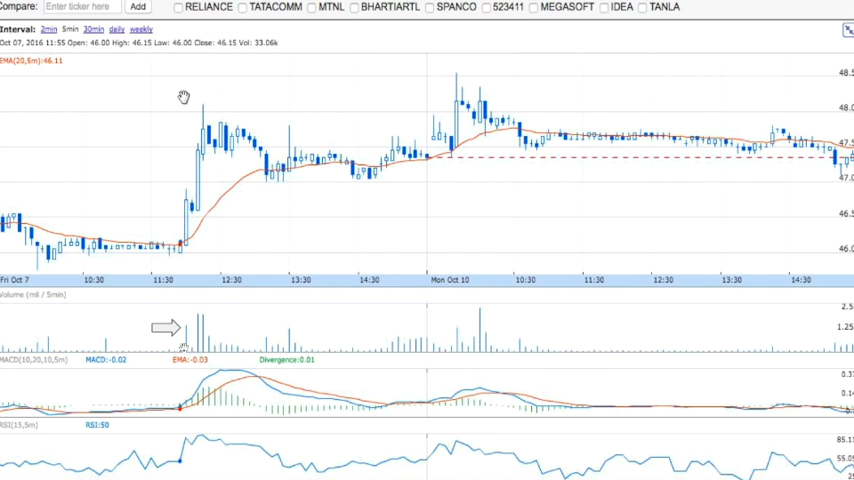 Compare: Enter ticker here Add RELIANCE TATACOMM MTNL BHARTIARTL SPANCO 523411 MEGASOFT IDEA TANLA
Interval: 2min 5min 30min daily weekly
Oct 07, 2016 11:55 Open: 46.00 High: 46.15 Low: 46.00 Close: 46.15 Vol: 33.06k
EMA(20,5m):46.11
48.5
48.0
47.5
47.0
46.5
46.0
Fri Oct 7 10:30 11:30 12:30 13:30 14:30 Mon Oct 10 10:30 11:30 12:30 13:30 14:30
Volume (mil / 5min)
2.5
1.25
MACD(10,20,10,5m) MACD:-0.02 EMA:-0.03 Divergence:0.01
0.37
0.14
RSI(15,5m) RSI:50
85.11
55.05
25